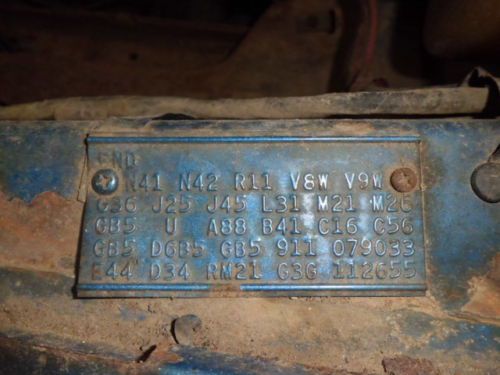 END
N41 N42 R11 V8W V9W
G36 J25 J45 L31 M21 M26
GB5 U A88 B41 C16 C56
GB5 D6B5 GB5 911 079033
E44 D34 RM21 G3G 112655